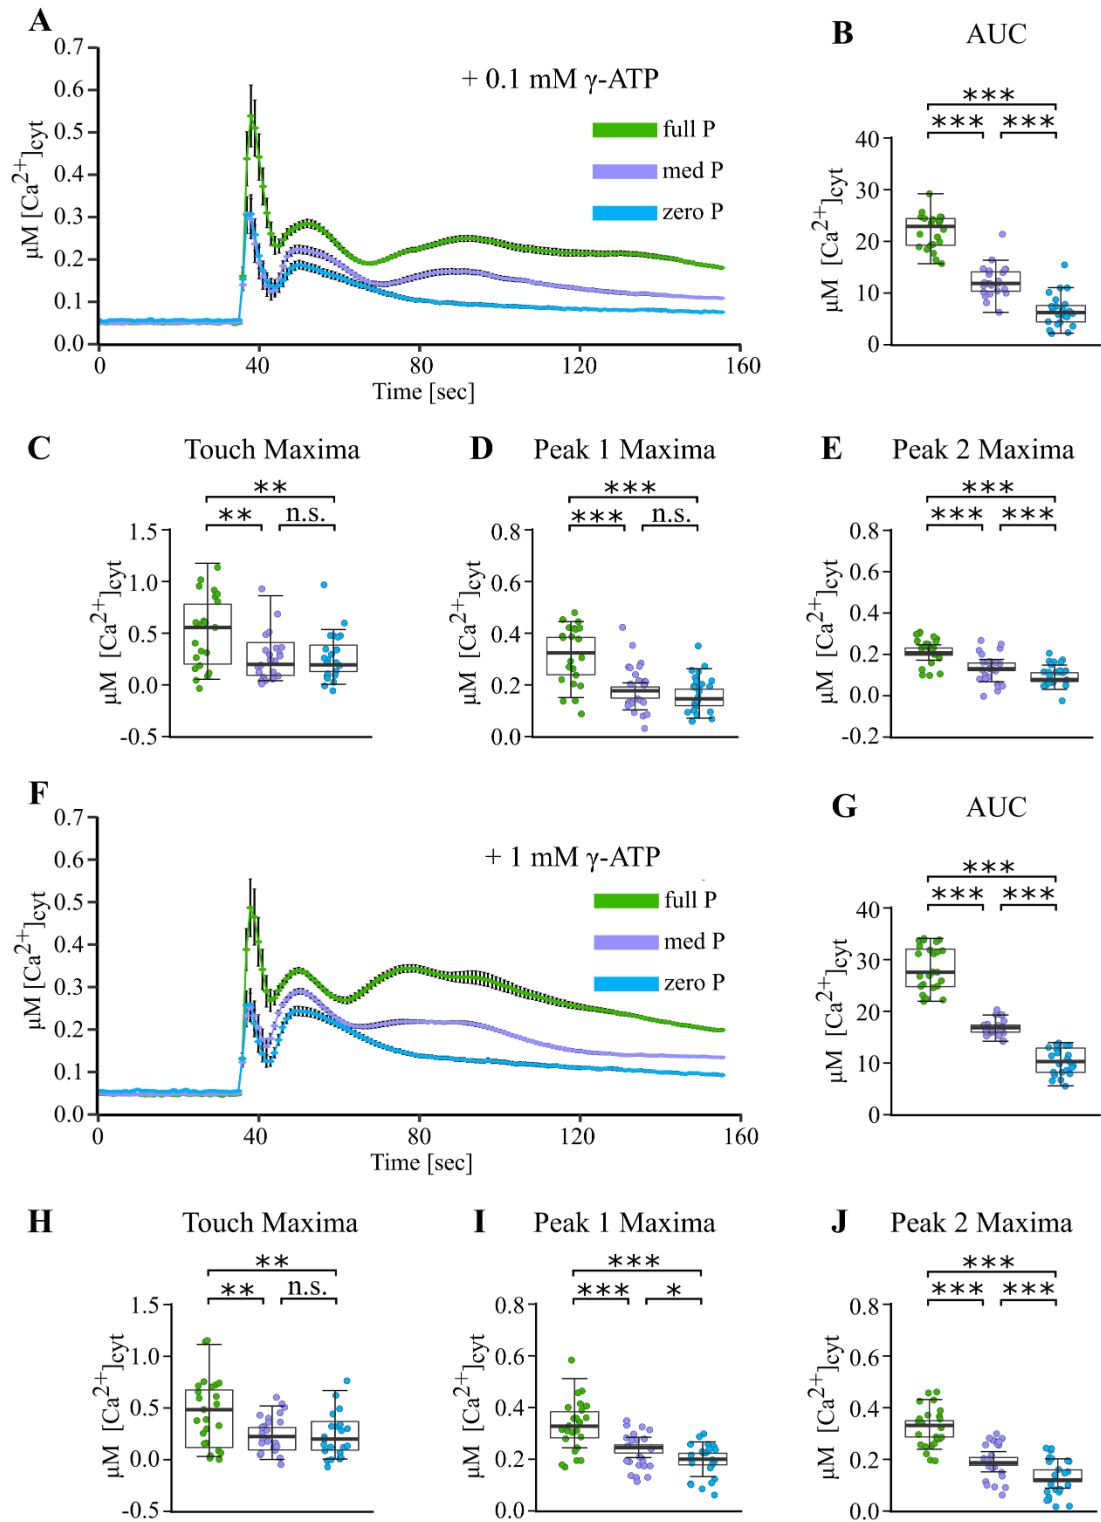 A
0.7
0.6
0.5
0.4
0.3
0.2
0.1
0.0
µM [Ca2+]cyt
+ 0.1 mM γ-ATP
full P
med P
zero P
0 40 80 120 160
Time [sec]
B AUC
***
*** ***
40
30
20
10
0
µM [Ca2+]cyt
C Touch Maxima
**
** n.s.
1.5
1.0
0.5
0.0
-0.5
µM [Ca2+]cyt
D Peak 1 Maxima
***
*** n.s.
0.8
0.6
0.4
0.2
0.0
µM [Ca2+]cyt
E Peak 2 Maxima
***
*** ***
0.8
0.6
0.4
0.2
0.0
-0.2
µM [Ca2+]cyt
F
0.7
0.6
0.5
0.4
0.3
0.2
0.1
0.0
µM [Ca2+]cyt
+ 1 mM γ-ATP
full P
med P
zero P
0 40 80 120 160
Time [sec]
G AUC
***
*** ***
40
30
20
10
0
µM [Ca2+]cyt
H Touch Maxima
**
** n.s.
1.5
1.0
0.5
0.0
-0.5
µM [Ca2+]cyt
I Peak 1 Maxima
***
*** *
0.8
0.6
0.4
0.2
0.0
µM [Ca2+]cyt
J Peak 2 Maxima
***
*** ***
0.8
0.6
0.4
0.2
0.0
µM [Ca2+]cyt